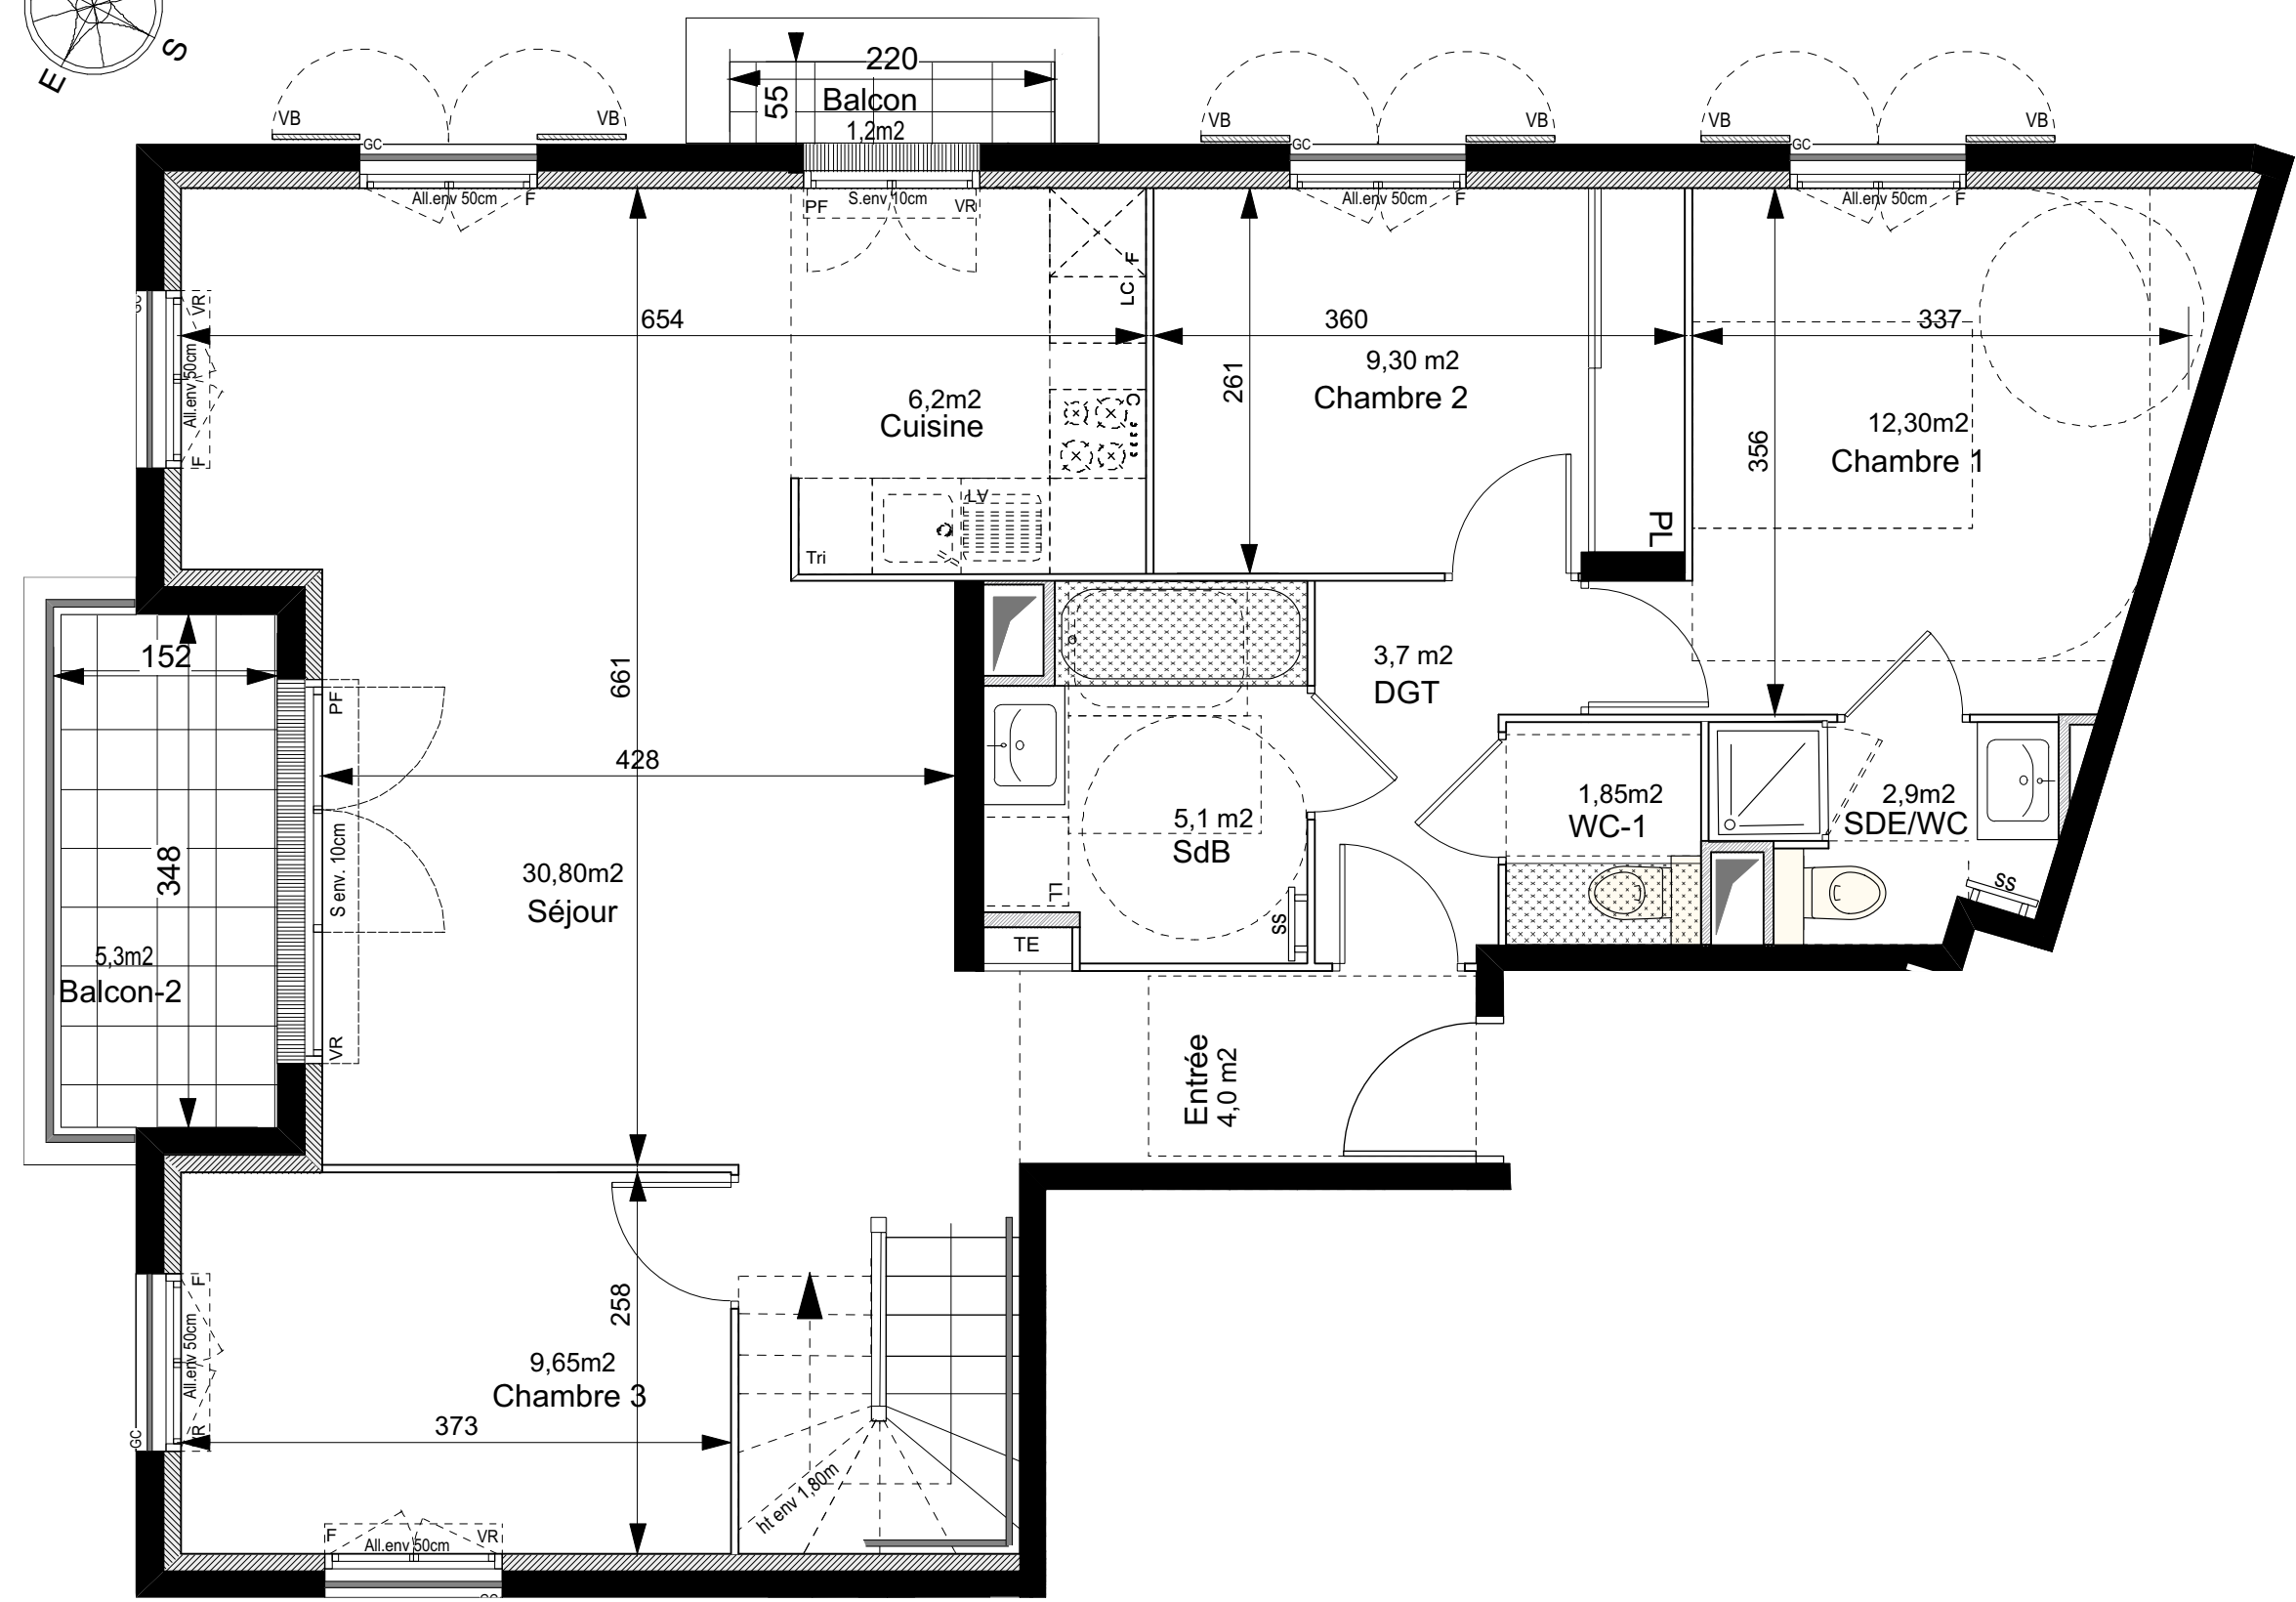 S
E
220
55
Balcon
1,2m2
VB
VB
VB
VB
VB
VB
GC
GC
GC
All.env 50cm
F
PF
S.env 10cm
VR
All.env 50cm
F
All.env 50cm
F
GC
VR
All.env 50cm
F
F
LC
654
360
337
261
9,30 m2
Chambre 2
6,2m2
Cuisine
C
12,30m2
Chambre 1
356
LV
Tri
PL
152
661
3,7 m2
DGT
PF
428
348
S env. 10cm
30,80m2
Séjour
5,1 m2
SdB
1,85m2
WC-1
2,9m2
SDE/WC
LL
SS
SS
TE
5,3m2
Balcon-2
VR
Entrée
4,0 m2
F
All.env 50cm
VR
GC
258
9,65m2
Chambre 3
373
ht env 1,80m
F
All.env 50cm
VR
GC